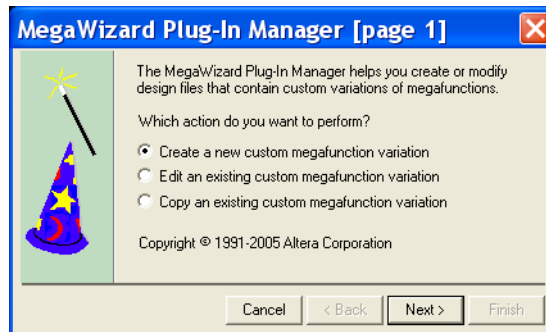 MegaWizard Plug-In Manager [page 1]
The MegaWizard Plug-In Manager helps you create or modify
design files that contain custom variations of megafunctions.
Which action do you want to perform?
Create a new custom megafunction variation
Edit an existing custom megafunction variation
Copy an existing custom megafunction variation
Copyright © 1991-2005 Altera Corporation
Cancel < Back Next > Finish